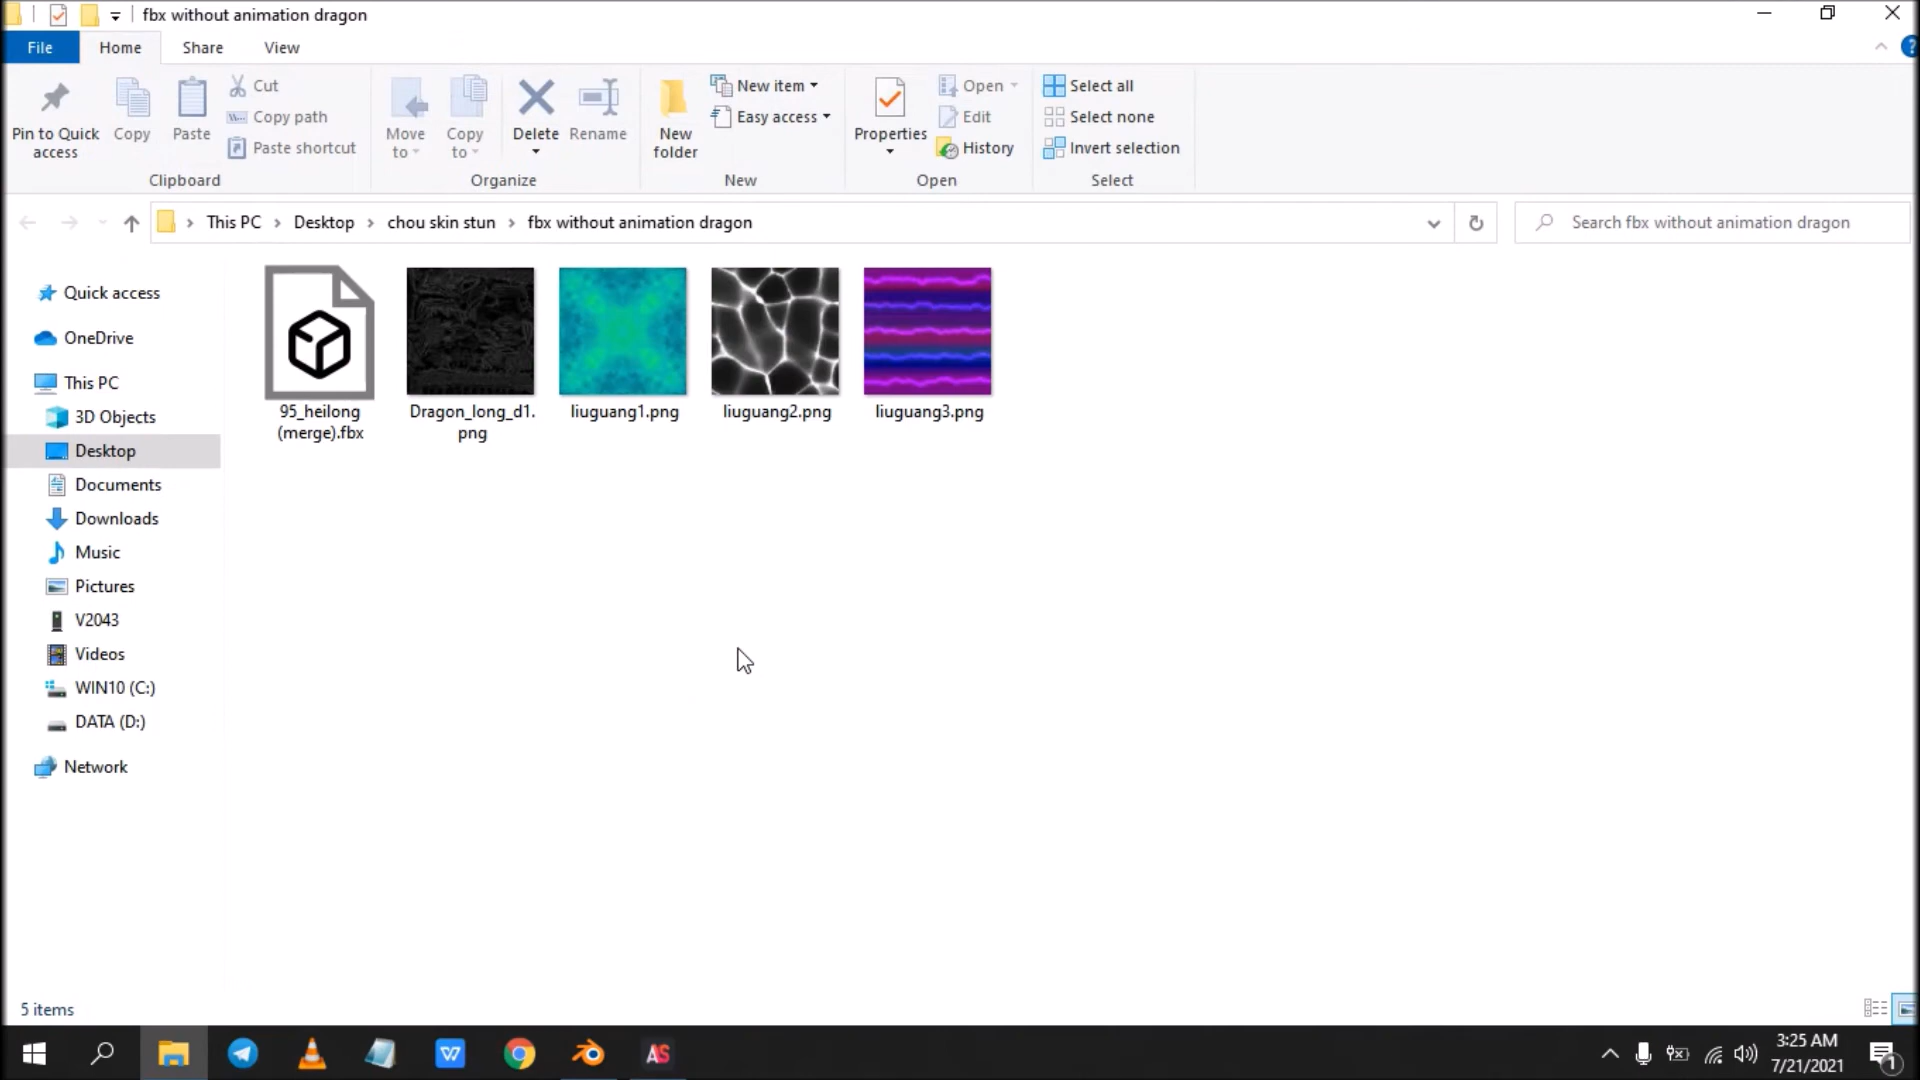 fbx without animation dragon
File
Home
Share
View
Pin to Quick
access
Copy
Paste
Cut
Copy path
Paste shortcut
Clipboard
Move
to
Copy
to
Delete
Rename
Organize
New
folder
New item
Easy access
New
Properties
Open
Edit
History
Open
Select all
Select none
Invert selection
Select
This PC > Desktop > chou skin stun > fbx without animation dragon
Search fbx without animation dragon
Quick access
OneDrive
This PC
3D Objects
Desktop
Documents
Downloads
Music
Pictures
V2043
Videos
WIN10 (C:)
DATA (D:)
Network
95_heilong
(merge).fbx
Dragon_long_d1.
png
liuguang1.png
liuguang2.png
liuguang3.png
5 items
W
AS
3:25 AM
7/21/2021
1